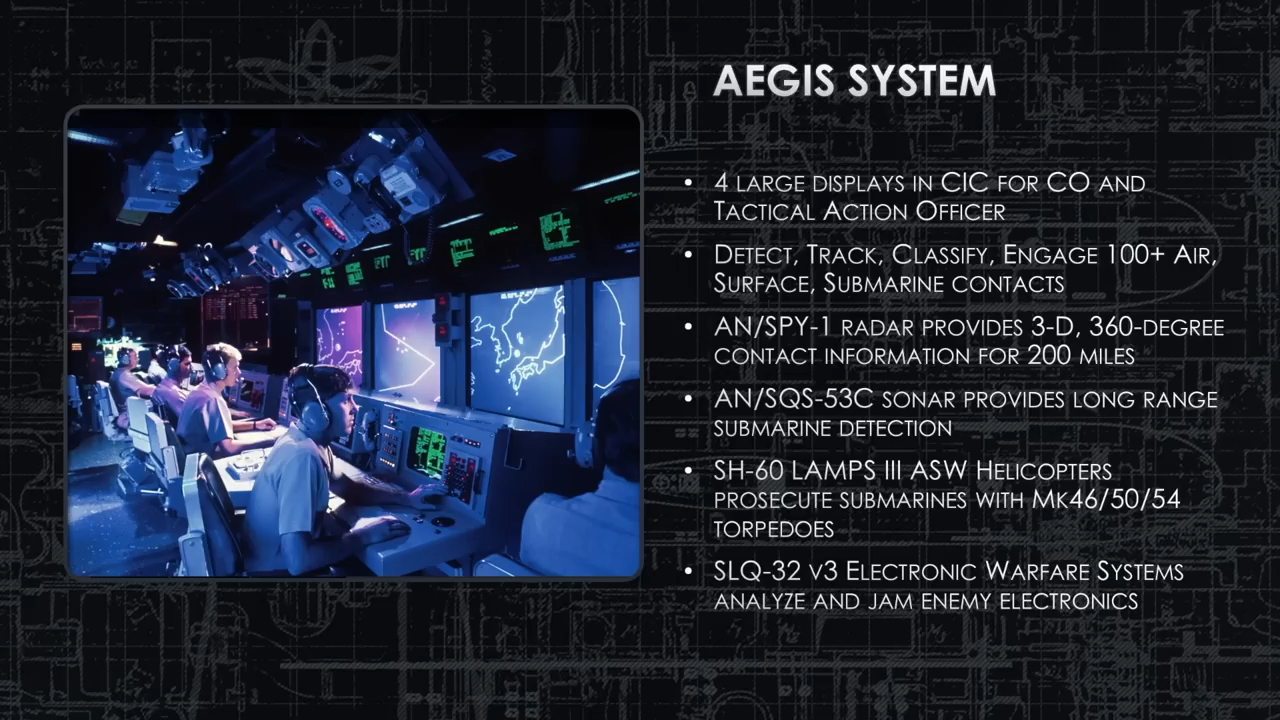 AEGIS SYSTEM
• 4 LARGE DISPLAYS IN CIC FOR CO AND
TACTICAL ACTION OFFICER
• DETECT, TRACK, CLASSIFY, ENGAGE 100+ AIR,
SURFACE, SUBMARINE CONTACTS
• AN/SPY-1 RADAR PROVIDES 3-D, 360-DEGREE
CONTACT INFORMATION FOR 200 MILES
• AN/SQS-53C SONAR PROVIDES LONG RANGE
SUBMARINE DETECTION
• SH-60 LAMPS III ASW HELICOPTERS
PROSECUTE SUBMARINES WITH MK46/50/54
TORPEDOES
• SLQ-32 V3 ELECTRONIC WARFARE SYSTEMS
ANALYZE AND JAM ENEMY ELECTRONICS